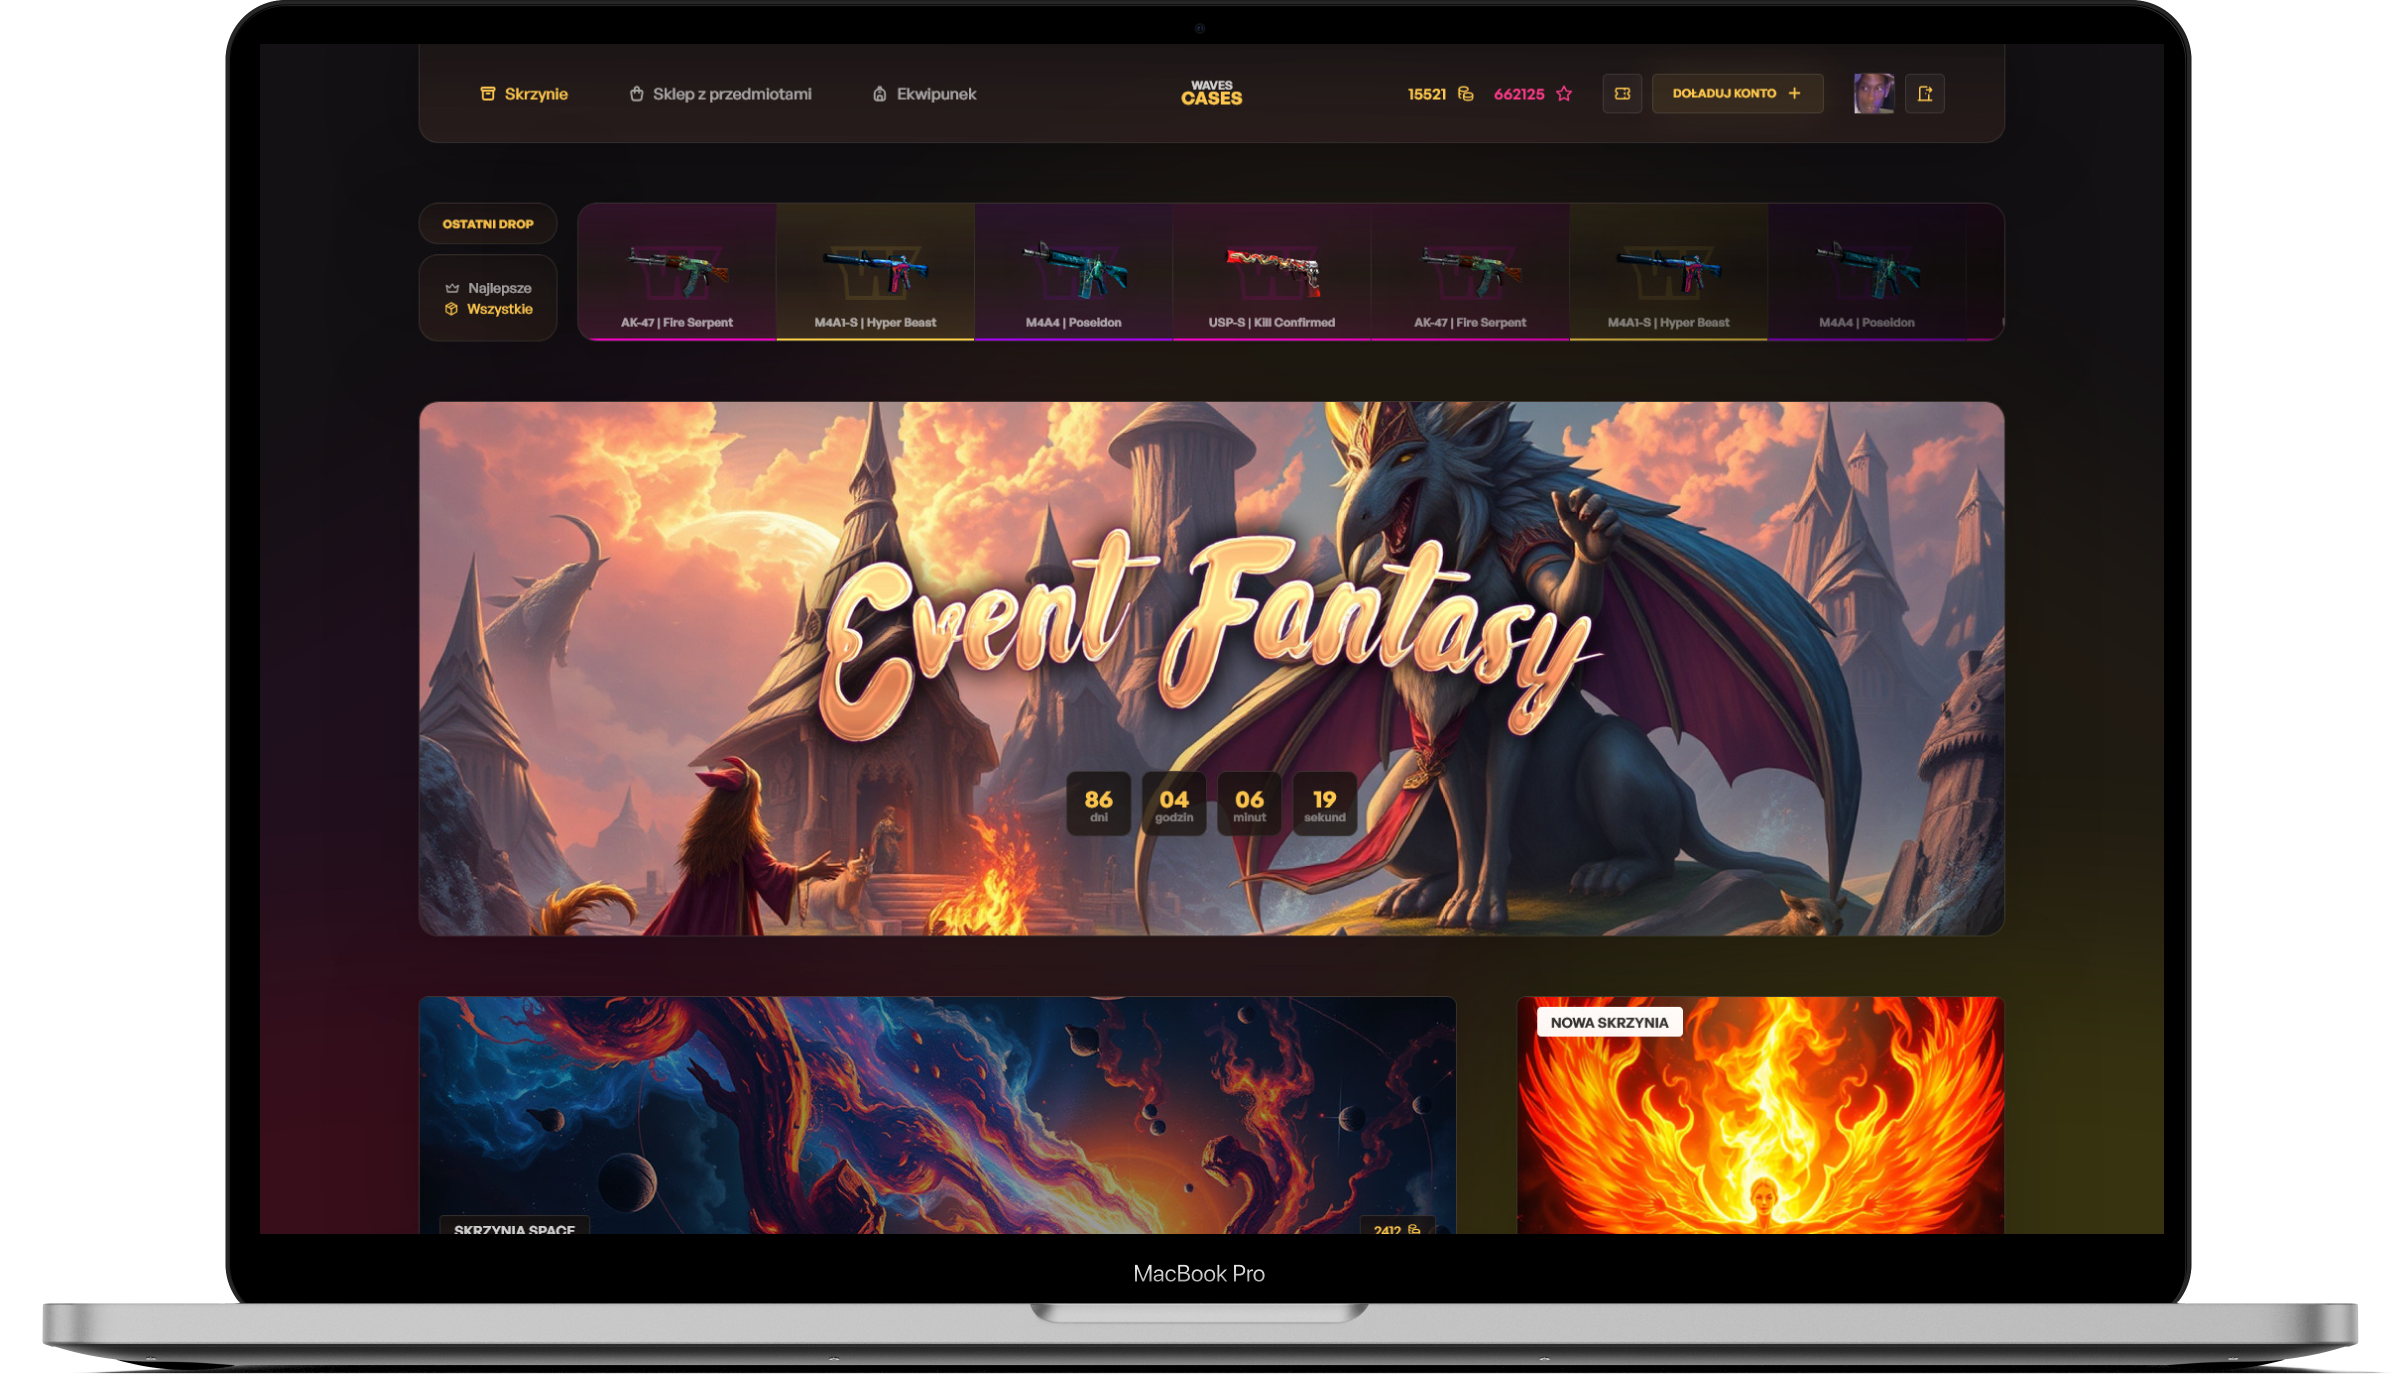 Skrzynie
Sklep z przedmiotami
Ekwipunek
WAVES
CASES
15521
662125
DOŁADUJ KONTO
OSTATNI DROP
Najlepsze
Wszystkie
AK-47 | Fire Serpent
M4A1-S | Hyper Beast
M4A4 | Poseidon
USP-S | Kill Confirmed
AK-47 | Fire Serpent
M4A1-S | Hyper Beast
M4A4 | Poseidon
Event Fantasy
86
dni
04
godzin
06
minut
19
sekund
NOWA SKRZYNIA
SKRZYNIA SPACE
2412
MacBook Pro